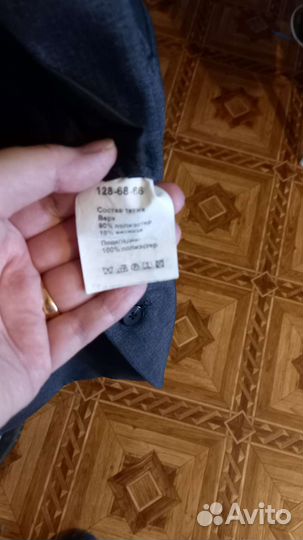 128-68-66
Состав ткани
Верх
90% полиэстер
10% вискоза
Подкладка:
100% полиэстер
Avito